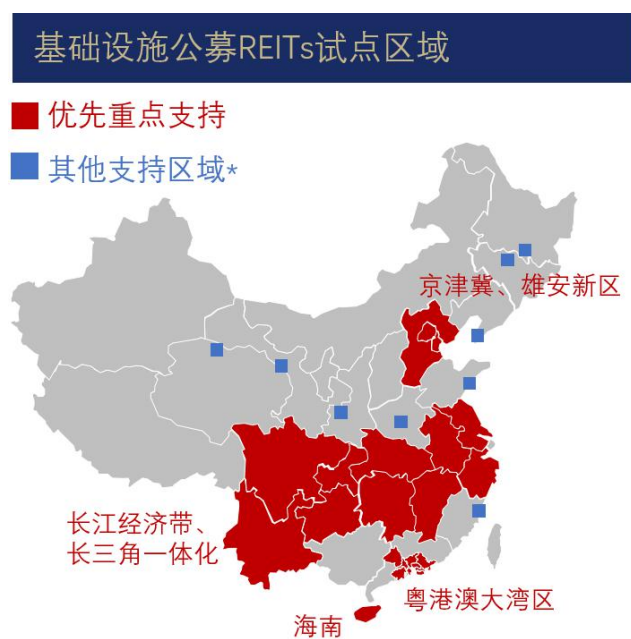 基础设施公募REITs试点区域
优先重点支持
其他支持区域*
京津冀、雄安新区
长江经济带、
长三角一体化
粤港澳大湾区
海南